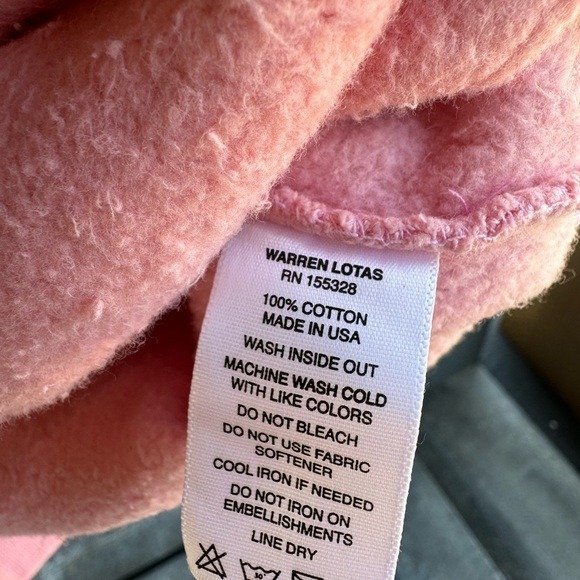 WARREN LOTAS
RN 155328
100% COTTON
MADE IN USA
WASH INSIDE OUT
MACHINE WASH COLD
WITH LIKE COLORS
DO NOT BLEACH
DO NOT USE FABRIC
SOFTENER
COOL IRON IF NEEDED
DO NOT IRON ON
EMBELLISHMENTS
LINE DRY
30°